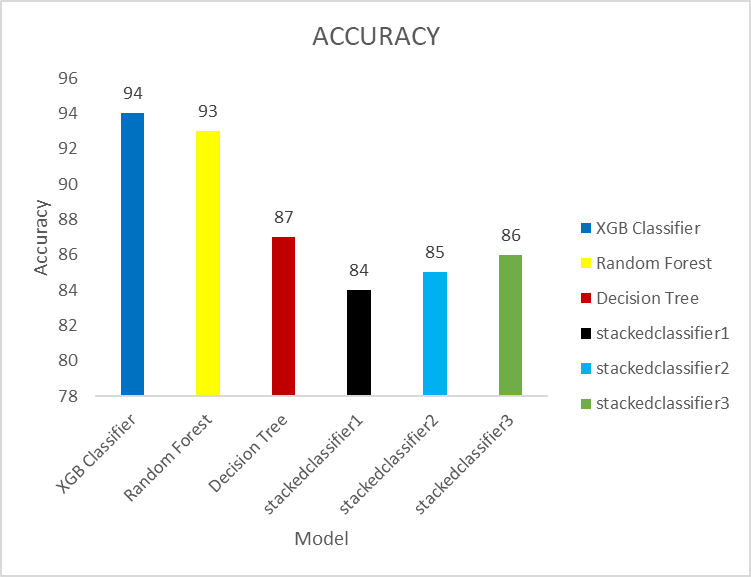 ACCURACY
96
94
92
90
88
86
84
82
80
78
Accuracy
94
93
87
84
85
86
XGB Classifier
Random Forest
Decision Tree
stackedclassifier1
stackedclassifier2
stackedclassifier3
Model
XGB Classifier
Random Forest
Decision Tree
stackedclassifier1
stackedclassifier2
stackedclassifier3